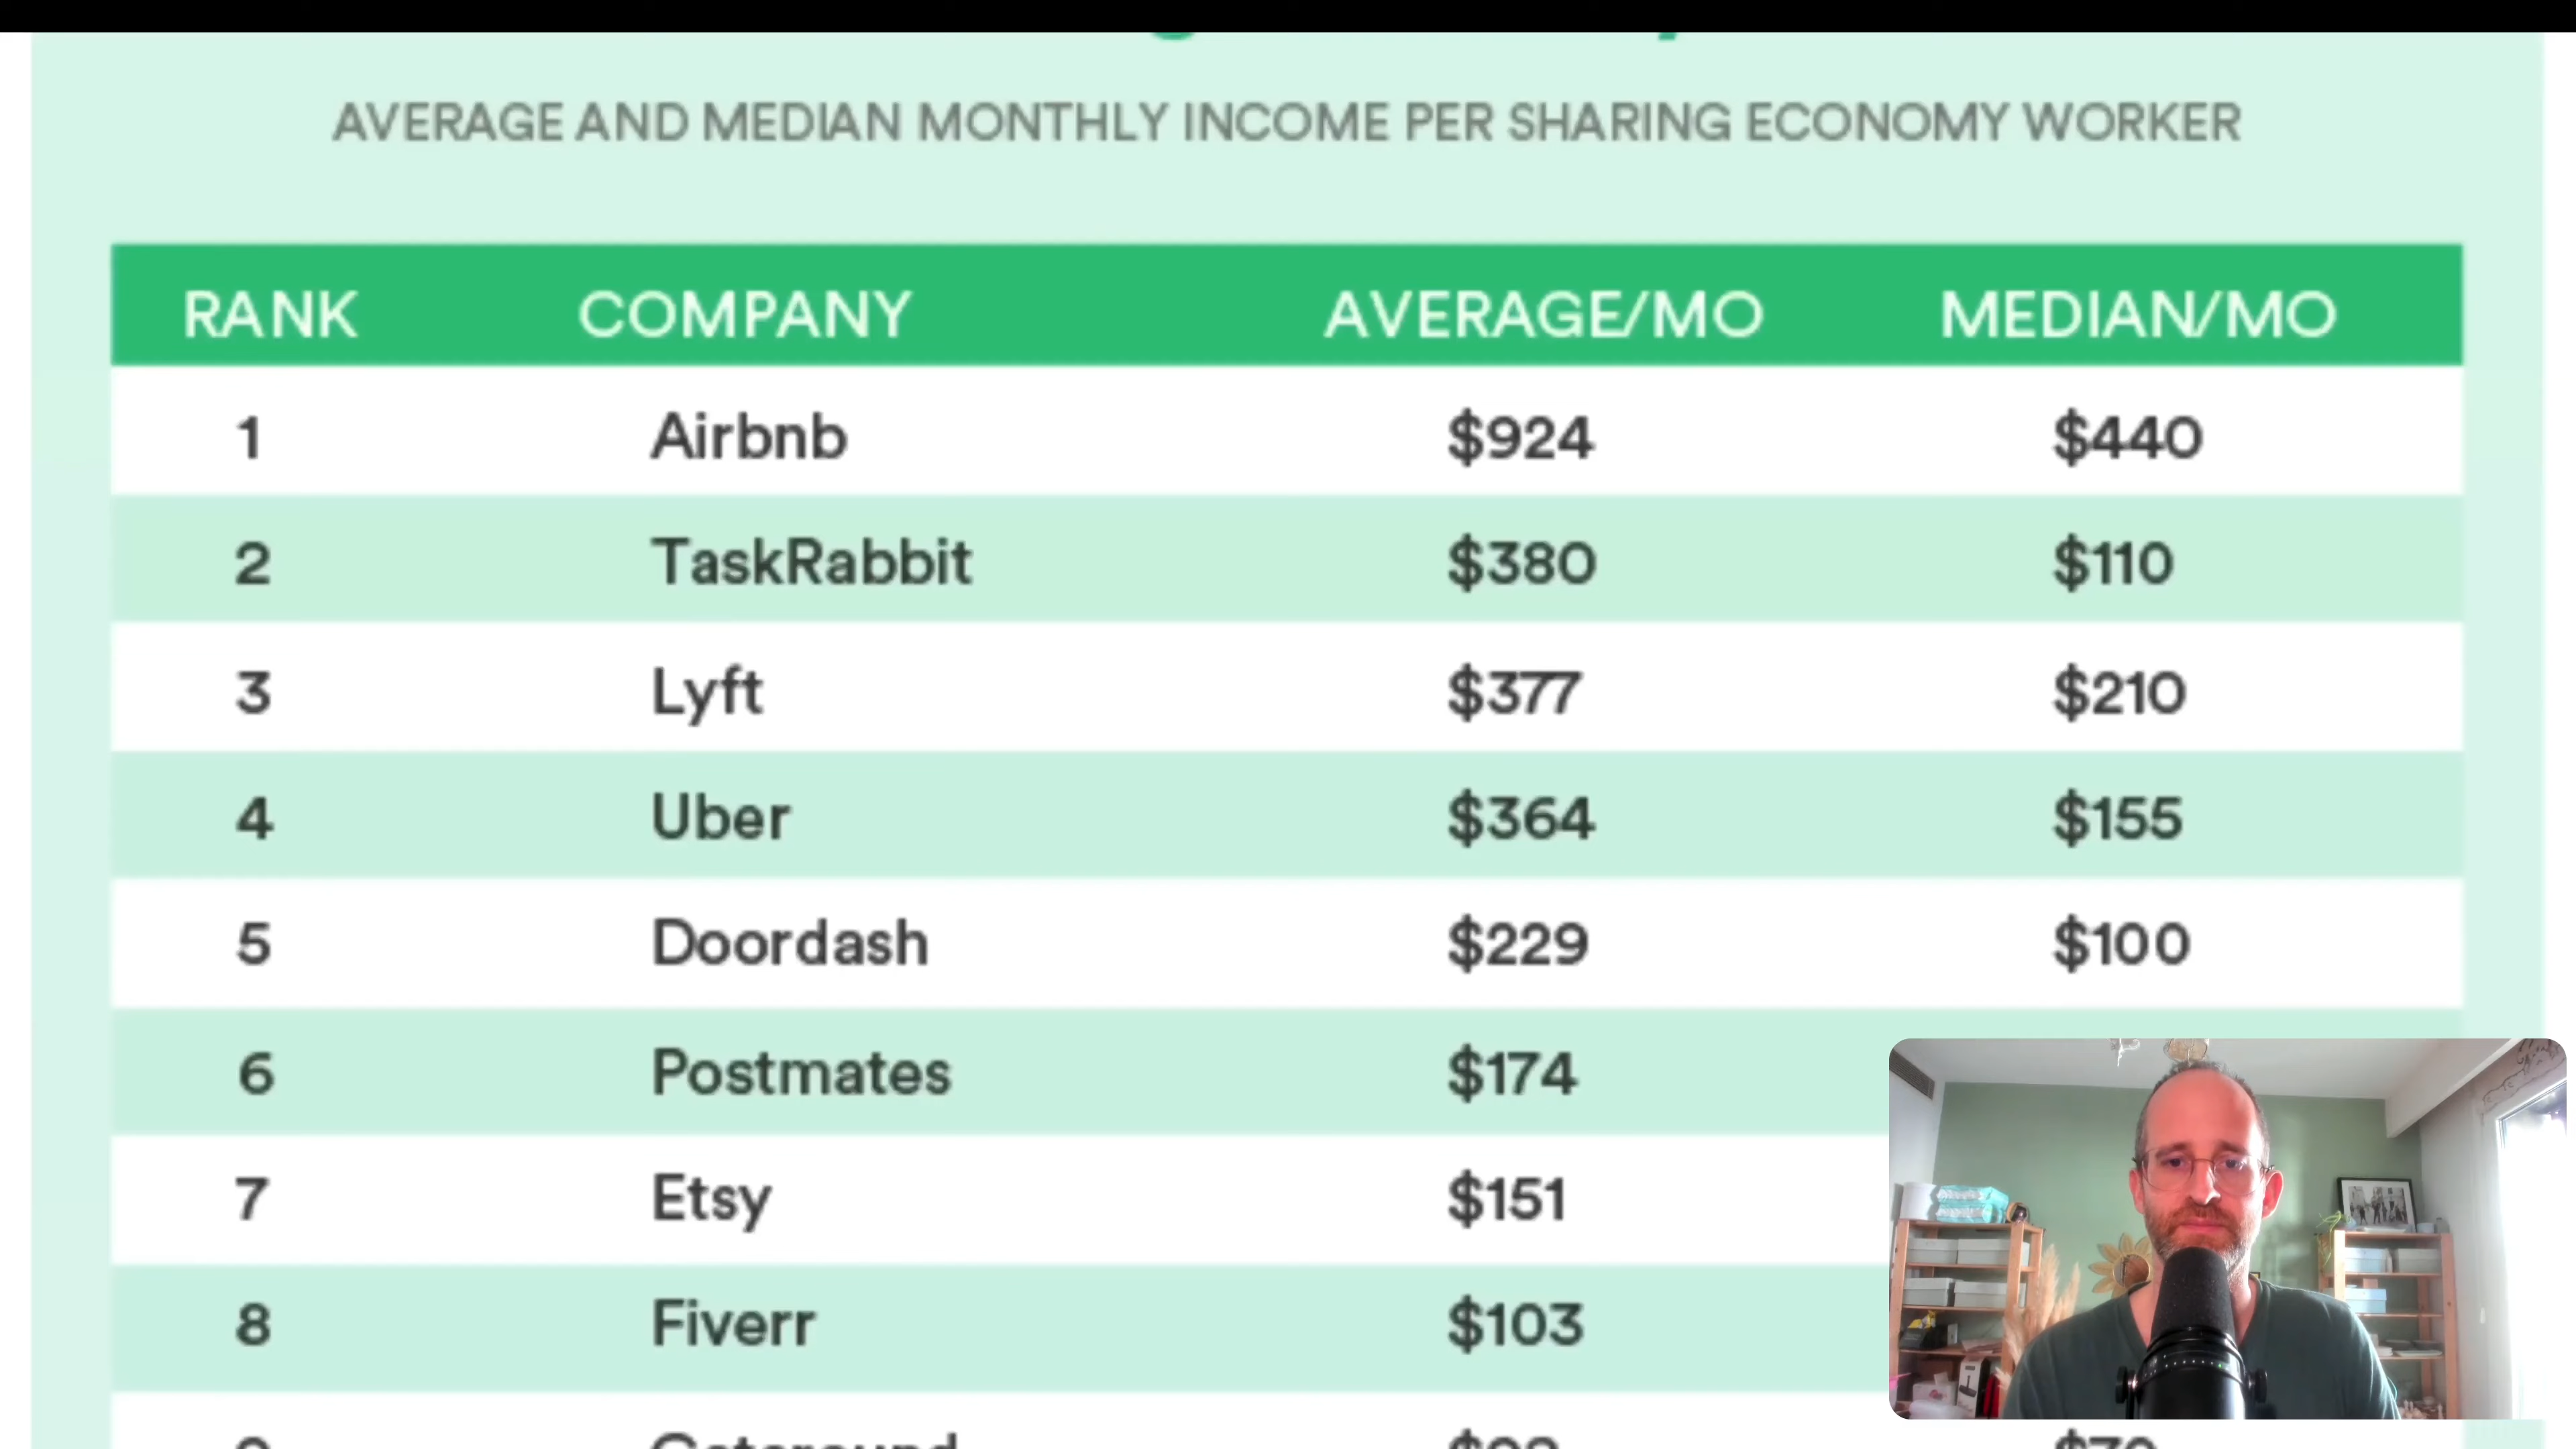 AVERAGE AND MEDIAN MONTHLY INCOME PER SHARING ECONOMY WORKER
RANK COMPANY AVERAGE/MO MEDIAN/MO
1 Airbnb $924 $440
2 TaskRabbit $380 $110
3 Lyft $377 $210
4 Uber $364 $155
5 Doordash $229 $100
6 Postmates $174
7 Etsy $151
8 Fiverr $103